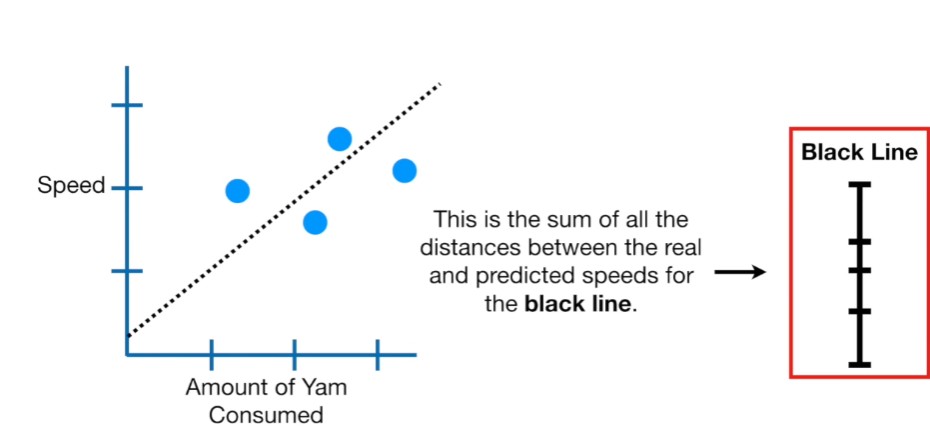 Speed
Amount of Yam
Consumed
This is the sum of all the
distances between the real
and predicted speeds for
the black line.
Black Line